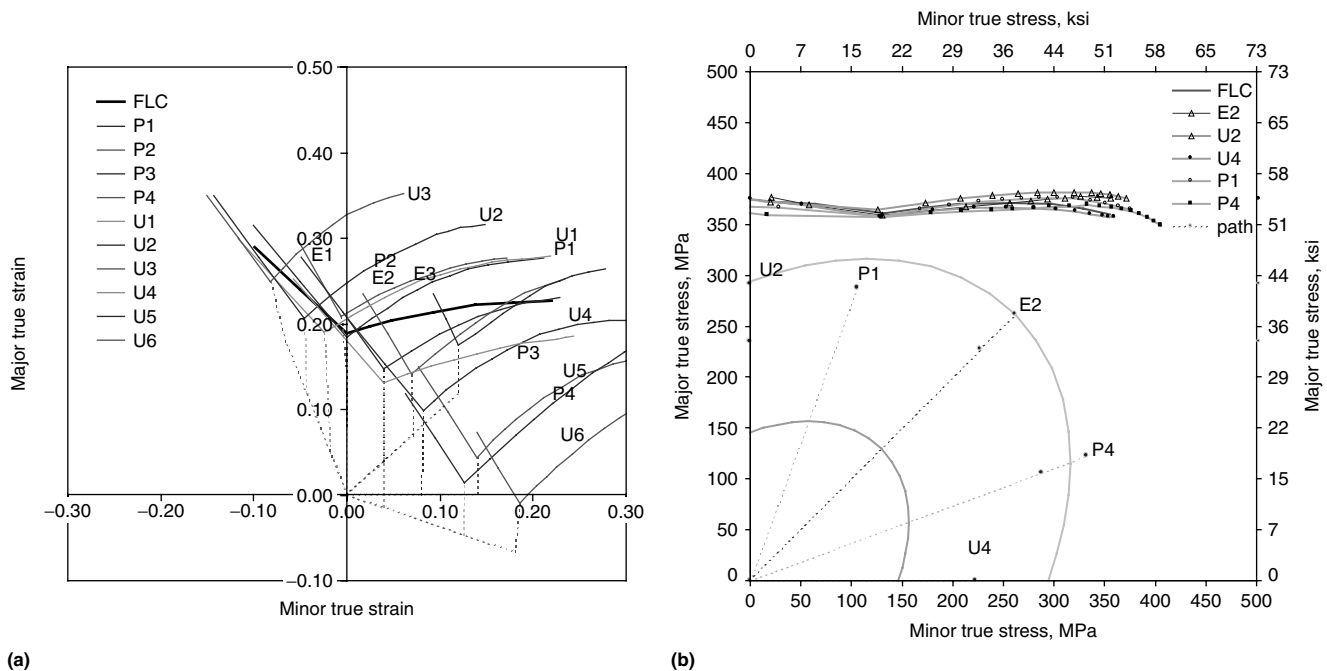 0.50
0.40
0.30
0.20
0.10
0.00
−0.10
−0.30
−0.20
−0.10
0.00
0.10
0.20
0.30
Major true strain
Minor true strain
FLC
P1
P2
P3
P4
U1
U2
U3
U4
U5
U6
U3
U2
U1
P1
E1
P2
E2
E3
U4
P3
U5
P4
U6
(a)
Minor true stress, ksi
0 7 16 22 29 32 38 44 51 58 65 73
500
450
400
350
300
250
200
150
100
50
0
Major true stress, MPa
73
65
58
51
44
36
29
22
17
7
0
Major true stress, ksi
FLC
E2
U2
U4
P1
P4
path
U2
P1
E2
P4
U4
0 50 100 150 200 250 300 350 400 450 500
Minor true stress, MPa
(b)